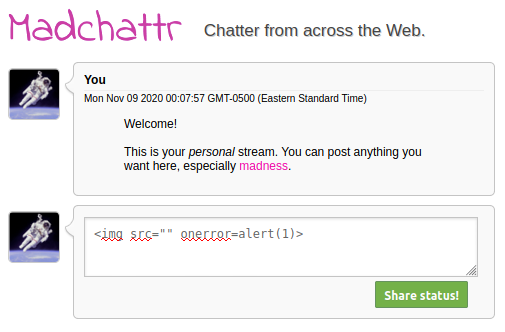 Madchattr
Chatter from across the Web.
You
Mon Nov 09 2020 00:07:57 GMT-0500 (Eastern Standard Time)
Welcome!
This is your personal stream. You can post anything you
want here, especially madness.
<img src="" onerror=alert(1)>
Share status!